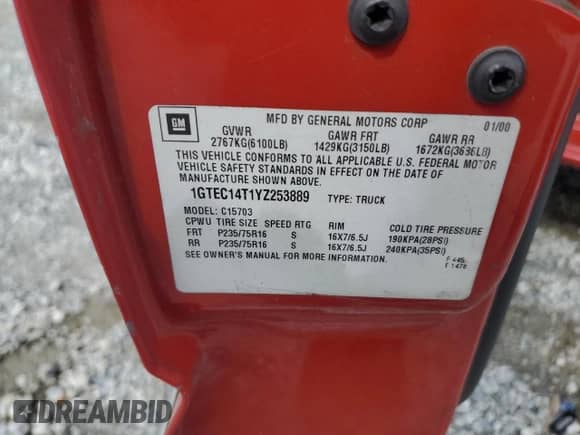 GM
MFD BY GENERAL MOTORS CORP 01/00
GVWR GAWR FRT GAWR RR
2767KG(6100LB) 1429KG(3150LB) 1672KG(3686LB)
THIS VEHICLE CONFORMS TO ALL APPLICABLE U.S. FEDERAL MOTOR
VEHICLE SAFETY STANDARDS IN EFFECT ON THE DATE OF
MANUFACTURE SHOWN ABOVE.
1GTEC14T1YZ253889 TYPE: TRUCK
MODEL: C15703
CPWU TIRE SIZE SPEED RTG RIM COLD TIRE PRESSURE
FRT P235/75R16 S 16X7/6.5J 190KPA(28PSI)
RR P235/75R16 S 16X7/6.5J 240KPA(35PSI)
SEE OWNER'S MANUAL FOR MORE INFORMATION.
DREAMBID